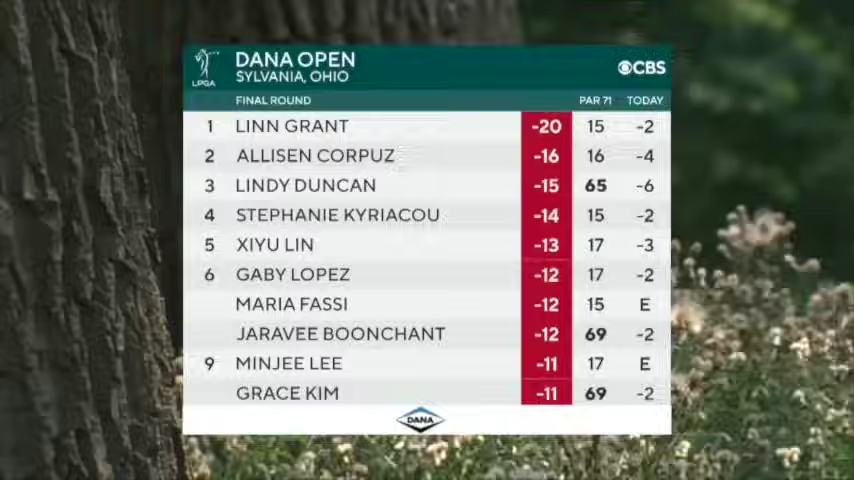 DANA OPEN
SYLVANIA, OHIO
LPGA
CBS
FINAL ROUND PAR 71 TODAY
1 LINN GRANT -20 15 -2
2 ALLISEN CORPUZ -16 16 -4
3 LINDY DUNCAN -15 65 -6
4 STEPHANIE KYRIACOU -14 15 -2
5 XIYU LIN -13 17 -3
6 GABY LOPEZ -12 17 -2
MARIA FASSI -12 15 E
JARAVEE BOONCHANT -12 69 -2
9 MINJEE LEE -11 17 E
GRACE KIM -11 69 -2
DANA